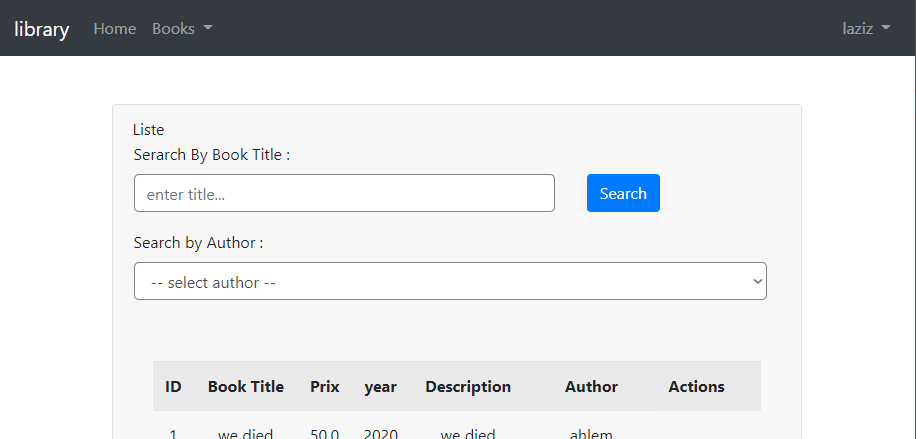 library Home Books laziz
Liste
Serarch By Book Title :
enter title...
Search
Search by Author :
-- select author --
ID Book Title Prix year Description Author Actions
1 we died 50.0 2020 we died ahlem